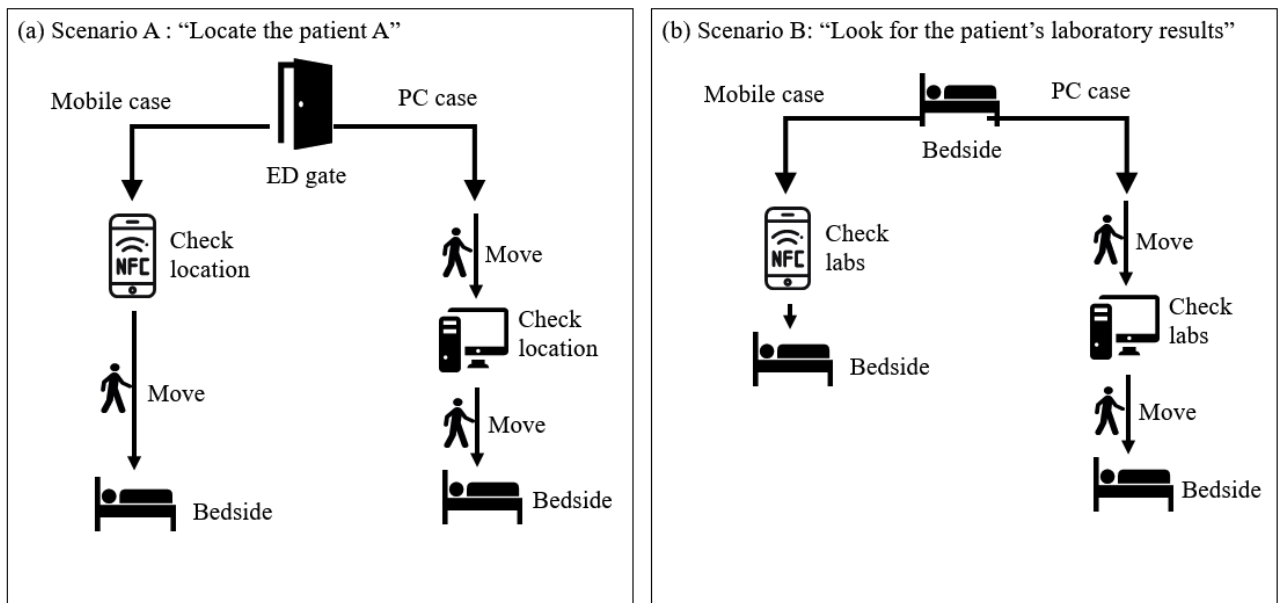 (a) Scenario A : “Locate the patient A”
Mobile case
PC case
ED gate
NFC
Check
location
Move
Bedside
Move
Check
location
Move
Bedside
(b) Scenario B: “Look for the patient’s laboratory results”
Mobile case
PC case
Bedside
NFC
Check
labs
Bedside
Move
Check
labs
Move
Bedside